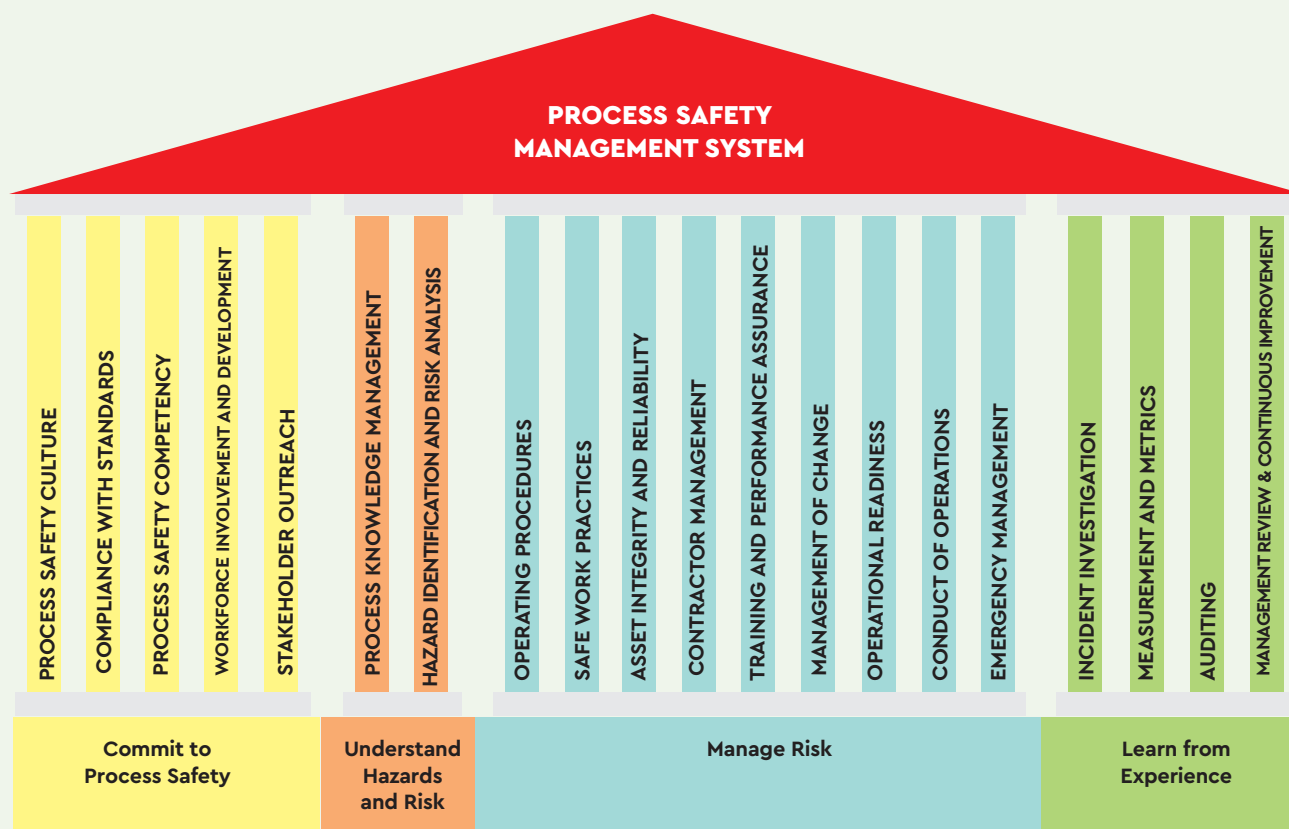 PROCESS SAFETY
MANAGEMENT SYSTEM
PROCESS SAFETY CULTURE
COMPLIANCE WITH STANDARDS
PROCESS SAFETY COMPETENCY
WORKFORCE INVOLVEMENT AND DEVELOPMENT
STAKEHOLDER OUTREACH
PROCESS KNOWLEDGE MANAGEMENT
HAZARD IDENTIFICATION AND RISK ANALYSIS
OPERATING PROCEDURES
SAFE WORK PRACTICES
ASSET INTEGRITY AND RELIABILITY
CONTRACTOR MANAGEMENT
TRAINING AND PERFORMANCE ASSURANCE
MANAGEMENT OF CHANGE
OPERATIONAL READINESS
CONDUCT OF OPERATIONS
EMERGENCY MANAGEMENT
INCIDENT INVESTIGATION
MEASUREMENT AND METRICS
AUDITING
MANAGEMENT REVIEW & CONTINUOUS IMPROVEMENT
Commit to
Process Safety
Understand
Hazards
and Risk
Manage Risk
Learn from
Experience